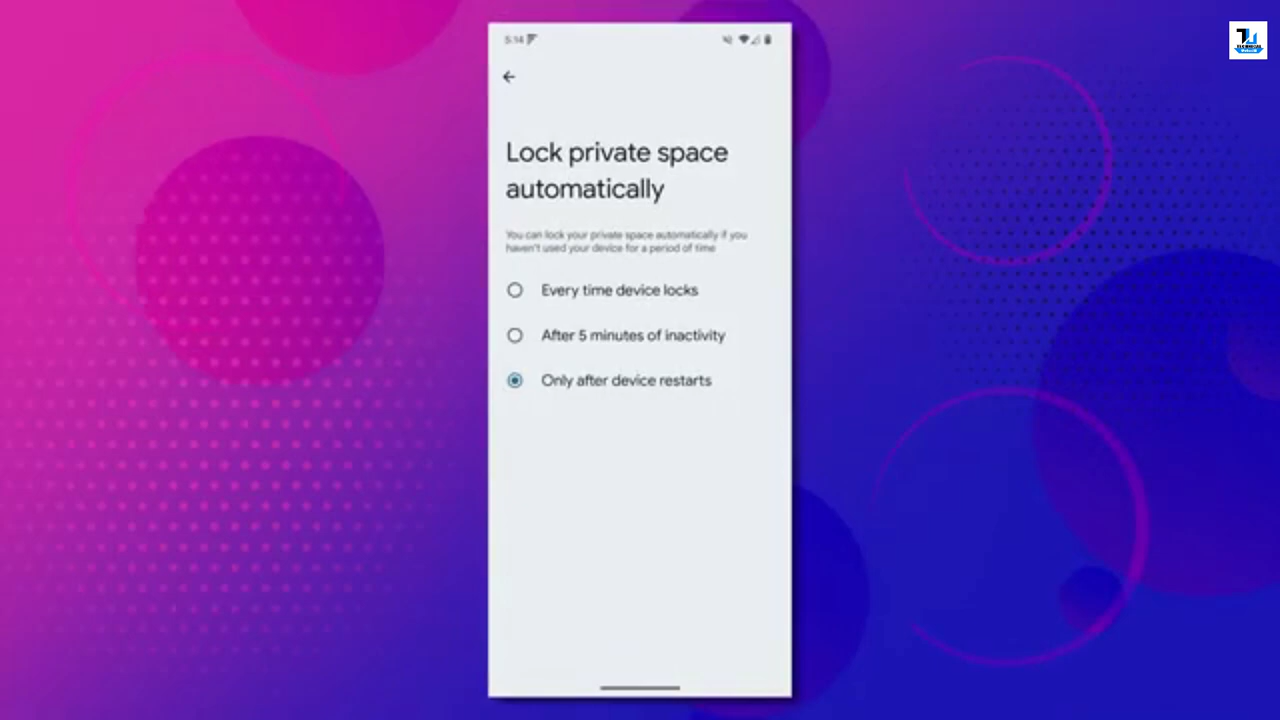 5:14
Lock private space
automatically
You can lock your private space automatically if you
haven't used your device for a period of time
Every time device locks
After 5 minutes of inactivity
Only after device restarts